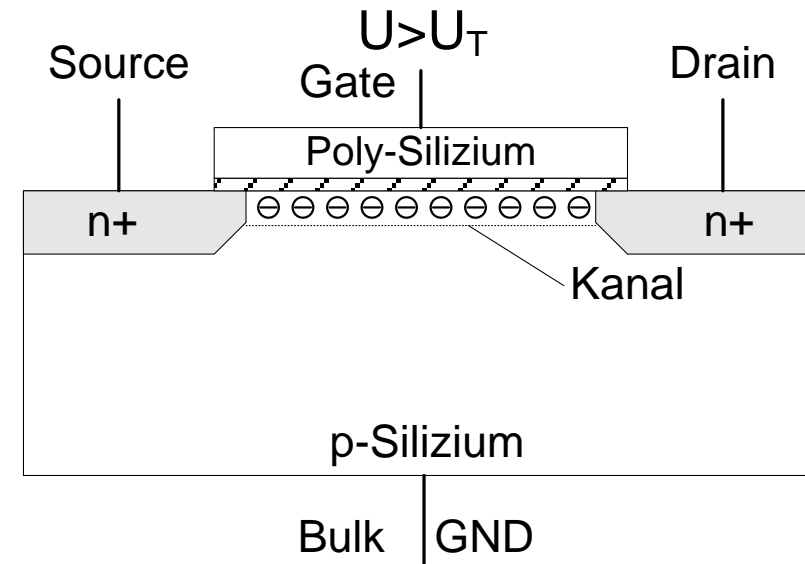 U>U_T
Source
Gate
Drain
Poly-Silizium
n+
n+
Kanal
p-Silizium
Bulk
GND